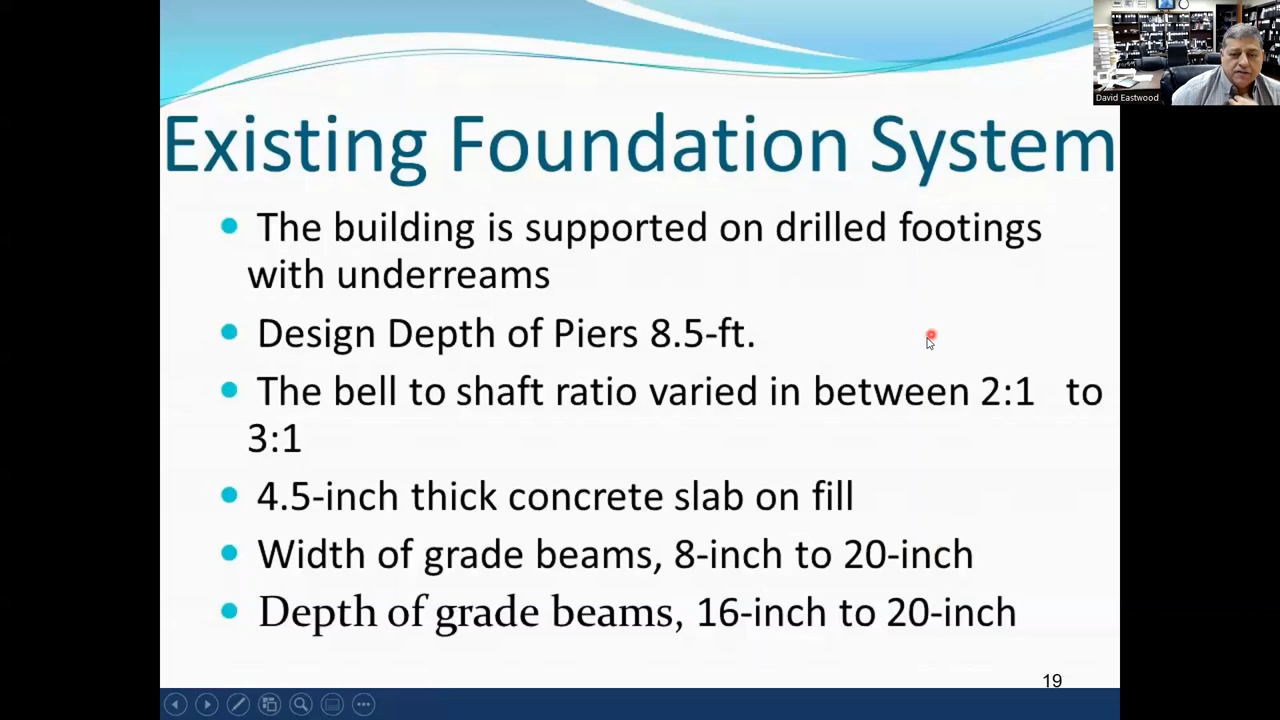 David Eastwood
Existing Foundation System
The building is supported on drilled footings
with underreams
Design Depth of Piers 8.5-ft.
The bell to shaft ratio varied in between 2:1 to
3:1
4.5-inch thick concrete slab on fill
Width of grade beams, 8-inch to 20-inch
Depth of grade beams, 16-inch to 20-inch
19